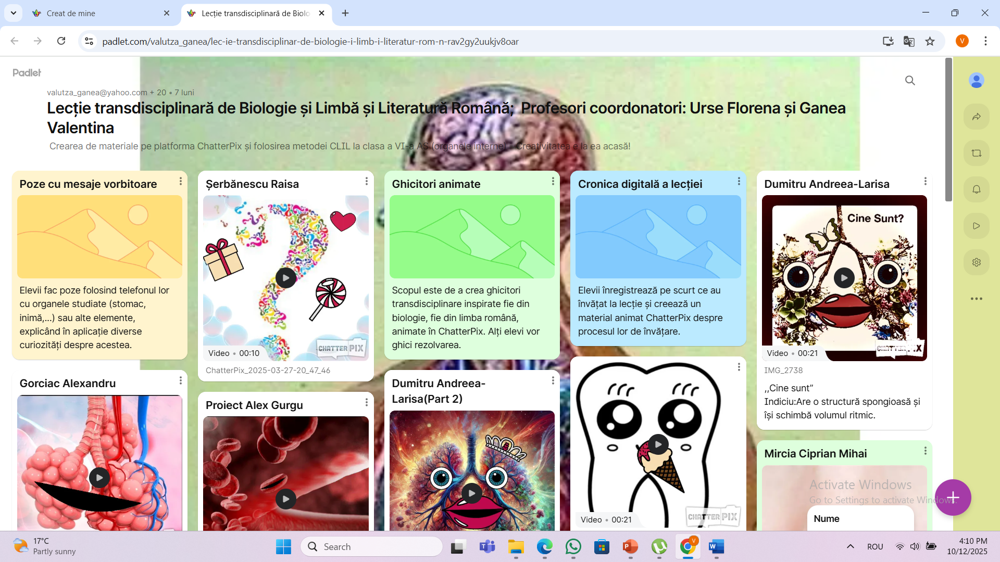 Creat de mine
Lecție transdisciplinară de Biolo
padlet.com/valutza_ganea/lec-ie-transdisciplinar-de-biologie-i-limb-i-literatur-rom-n-rav2gy2uukjv8oar
V
Padlet
valutza_ganea@yahoo.com + 20 • 7 luni
Lecție transdisciplinară de Biologie și Limbă și Literatură Română;  Profesori coordonatori: Urse Florena și Ganea
Valentina
Crearea de materiale pe platforma ChatterPix și folosirea metodei CLIL la clasa a VI-a AS (organele interne) - Creativitatea e la ea acasă!
Poze cu mesaje vorbitoare
Elevii fac poze folosind telefonul lor
cu organele studiate (stomac,
inimă,...) sau alte elemente,
explicând în aplicație diverse
curiozități despre acestea.
Gorciac Alexandru
Șerbănescu Raisa
CHATTERPIX
Video • 00:10
ChatterPix_2025-03-27-20_47_46
Proiect Alex Gurgu
Ghicitori animate
Scopul este de a crea ghicitori
transdisciplinare inspirate fie din
biologie, fie din limba română,
animate în ChatterPix. Alți elevi vor
ghici rezolvarea.
Dumitru Andreea-
Larisa(Part 2)
Cronica digitală a lecției
Elevii înregistrează pe scurt ce au
învățat la lecție și creează un
material animat ChatterPix despre
procesul lor de învățare.
Video • 00:21
CHATTERPIX
Dumitru Andreea-Larisa
Cine Sunt?
CHATTERPIX
Video • 00:21
IMG_2738
,,Cine sunt”
Indiciu:Are o structură spongioasă și
își schimbă volumul ritmic.
Mircia Ciprian Mihai
Nume
Activate Windows
Go to Settings to activate Windows.
17°C
Partly sunny
Search
V
ROU
4:10 PM
10/12/2025